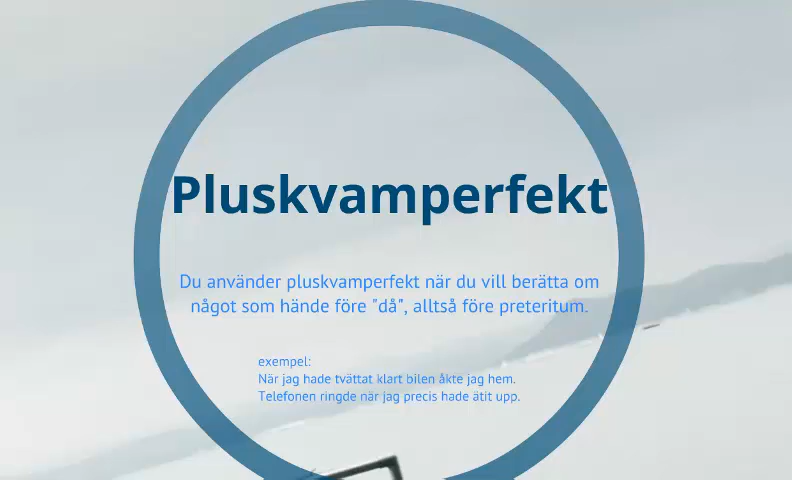 Pluskvamperfekt
Du använder pluskvamperfekt när du vill berätta om
något som hände före "då", alltså före preteritum.
exempel:
När jag hade tvättat klart bilen åkte jag hem.
Telefonen ringde när jag precis hade ätit upp.